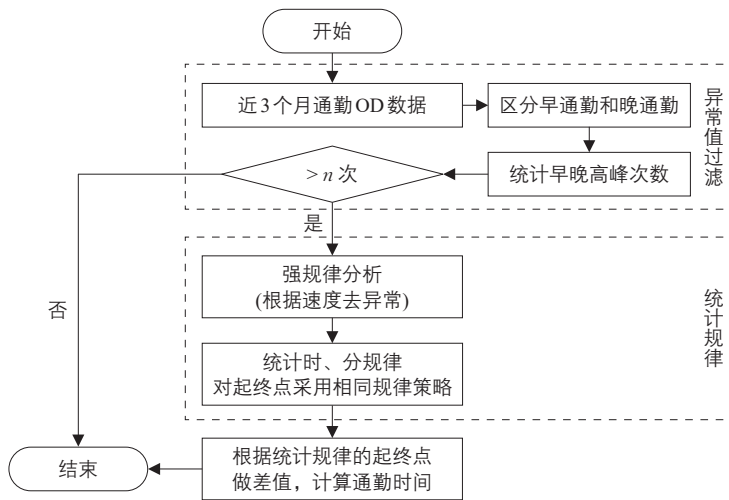 开始
近3个月通勤OD数据
区分早通勤和晚通勤
异常值过滤
统计早晚高峰次数
> n 次
是
否
强规律分析
(根据速度去异常)
统计规律
统计时、分规律
对起终点采用相同规律策略
根据统计规律的起终点
做差值，计算通勤时间
结束